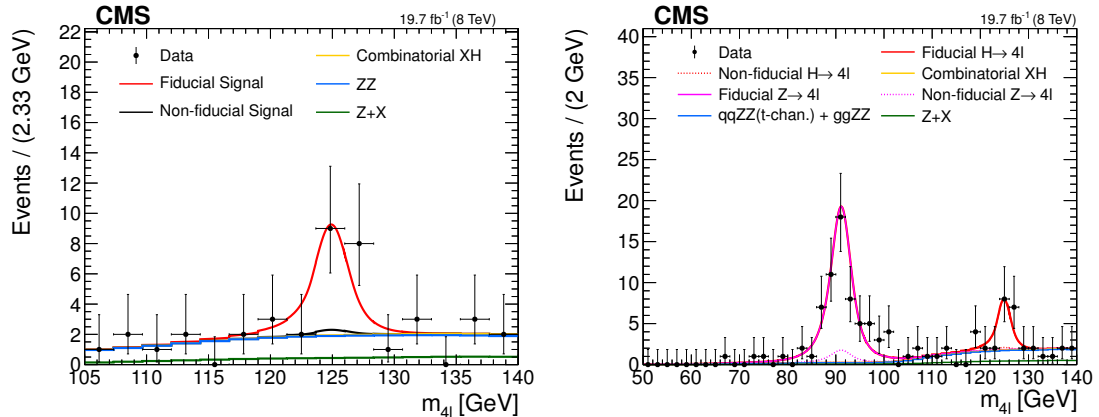 CMS
19.7 fb⁻¹ (8 TeV)
Events / (2.33 GeV)
22
20
18
16
14
12
10
8
6
4
2
0
Data
Fiducial Signal
Non-fiducial Signal
Combinatorial XH
ZZ
Z+X
105 110 115 120 125 130 135 140
m4l [GeV]
CMS
19.7 fb⁻¹ (8 TeV)
Events / (2 GeV)
40
35
30
25
20
15
10
5
0
Data
Fiducial H→ 4l
Non-fiducial H→ 4l
Combinatorial XH
Fiducial Z→ 4l
Non-fiducial Z→ 4l
qqZZ(t-chan.) + ggZZ
Z+X
50 60 70 80 90 100 110 120 130 140
m4l [GeV]